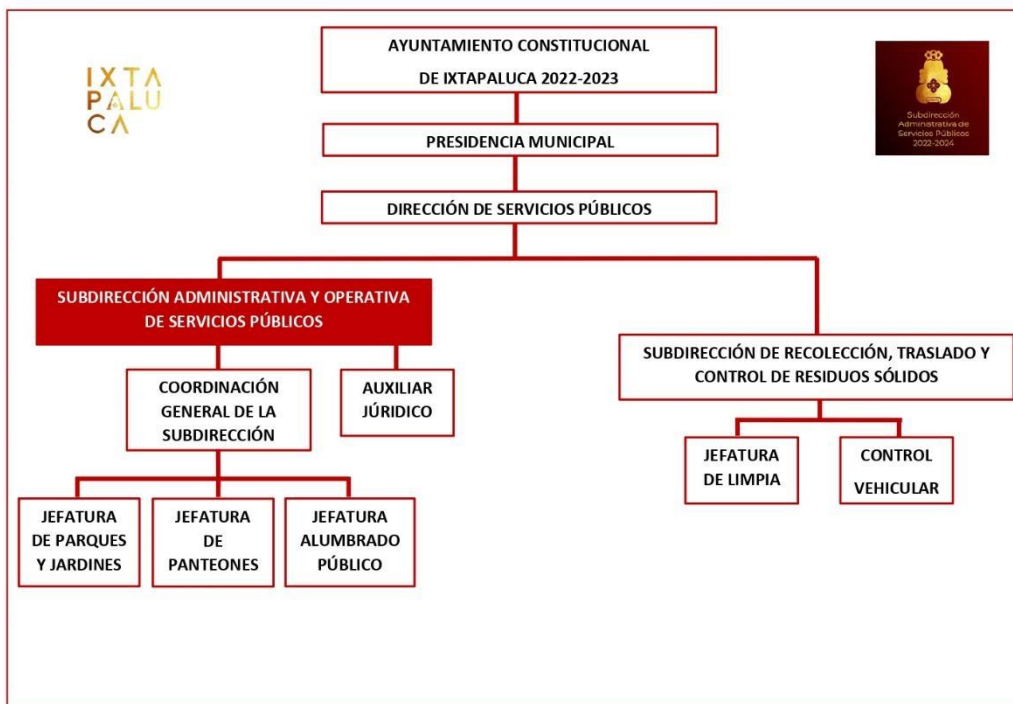 IXTA
PALU
CA
AYUNTAMIENTO CONSTITUCIONAL
DE IXTAPALUCA 2022-2023
Subdirección
Administrativa de
Servicios Públicos
2022-2024
PRESIDENCIA MUNICIPAL
DIRECCIÓN DE SERVICIOS PÚBLICOS
SUBDIRECCIÓN ADMINISTRATIVA Y OPERATIVA
DE SERVICIOS PÚBLICOS
SUBDIRECCIÓN DE RECOLECCIÓN, TRASLADO Y
CONTROL DE RESIDUOS SÓLIDOS
COORDINACIÓN
GENERAL DE LA
SUBDIRECCIÓN
AUXILIAR
JÚRIDICO
JEFATURA
DE LIMPIA
CONTROL
VEHICULAR
JEFATURA
DE PARQUES
Y JARDINES
JEFATURA
DE
PANTEONES
JEFATURA
ALUMBRADO
PÚBLICO